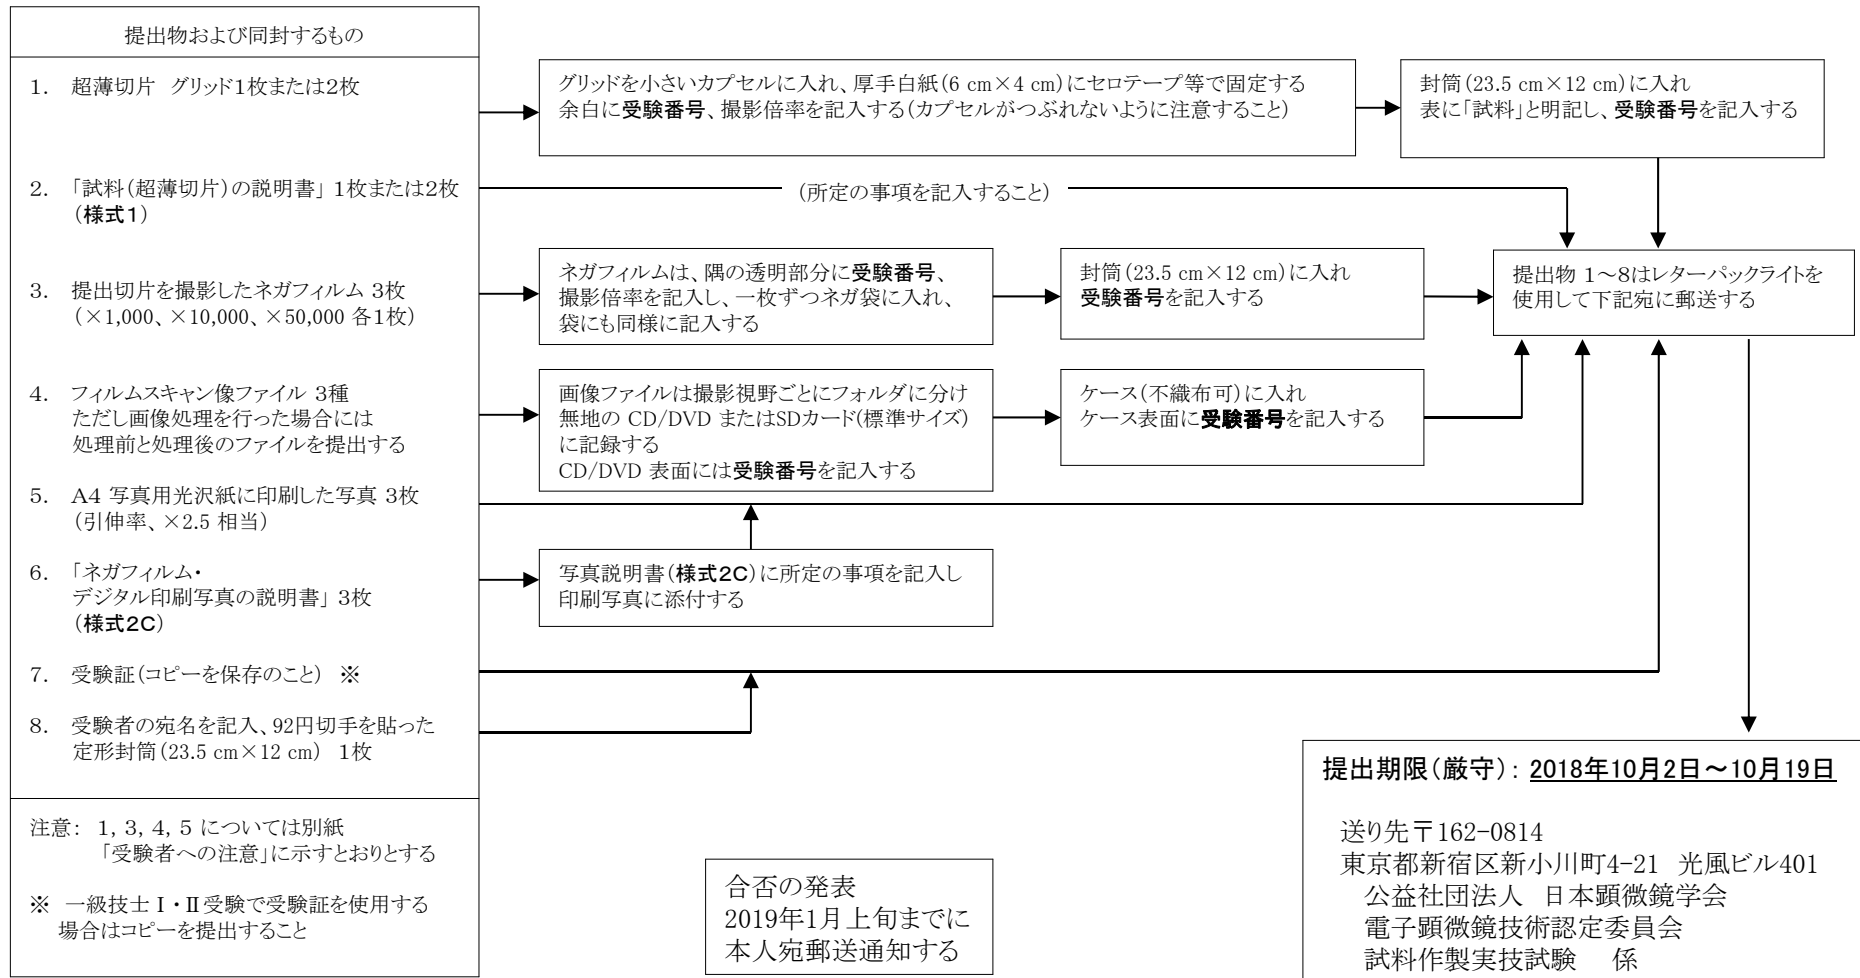 提出物および同封するもの
1. 超薄切片 グリッド1枚または2枚
グリッドを小さいカプセルに入れ、厚手白紙(6 cm×4 cm)にセロテープ等で固定する
余白に受験番号、撮影倍率を記入する(カプセルがつぶれないように注意すること)
封筒(23.5 cm×12 cm)に入れ
表に「試料」と明記し、受験番号を記入する
2. 「試料(超薄切片)の説明書」 1枚または2枚
(様式1)
(所定の事項を記入すること)
3. 提出切片を撮影したネガフィルム 3枚
(×1,000、×10,000、×50,000 各1枚)
ネガフィルムは、隅の透明部分に受験番号、
撮影倍率を記入し、一枚ずつネガ袋に入れ、
袋にも同様に記入する
封筒(23.5 cm×12 cm)に入れ
受験番号を記入する
提出物 1~8はレターパックライトを
使用して下記宛に郵送する
4. フィルムスキャン像ファイル 3種
ただし画像処理を行った場合には
処理前と処理後のファイルを提出する
画像ファイルは撮影視野ごとにフォルダに分け
無地の CD/DVD またはSDカード(標準サイズ)
に記録する
CD/DVD 表面には受験番号を記入する
ケース(不織布可)に入れ
ケース表面に受験番号を記入する
5. A4 写真用光沢紙に印刷した写真 3枚
(引伸率、×2.5 相当)
6. 「ネガフィルム・
デジタル印刷写真の説明書」 3枚
(様式2C)
写真説明書(様式2C)に所定の事項を記入し
印刷写真に添付する
7. 受験証(コピーを保存のこと) ※
8. 受験者の宛名を記入、92円切手を貼った
定形封筒(23.5 cm×12 cm) 1枚
注意: 1, 3, 4, 5 については別紙
「受験者への注意」に示すとおりとする
※ 一級技士Ⅰ・Ⅱ受験で受験証を使用する
場合はコピーを提出すること
合否の発表
2019年1月上旬までに
本人宛郵送通知する
提出期限(厳守): 2018年10月2日~10月19日
送り先〒162-0814
東京都新宿区新小川町4-21 光風ビル401
公益社団法人 日本顕微鏡学会
電子顕微鏡技術認定委員会
試料作製実技試験 係